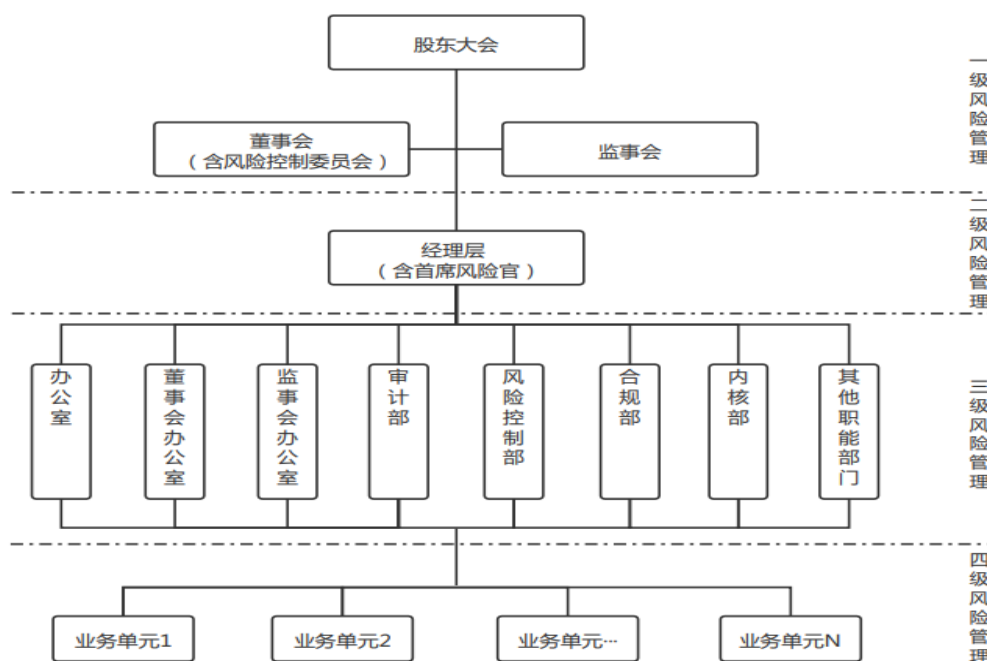 股东大会
董事会
（含风险控制委员会）
监事会
一级风险管理
经理层
（含首席风险官）
二级风险管理
办公室
董事会办公室
监事会办公室
审计部
风险控制部
合规部
内核部
其他职能部门
三级风险管理
业务单元1
业务单元2
业务单元…
业务单元N
四级风险管理